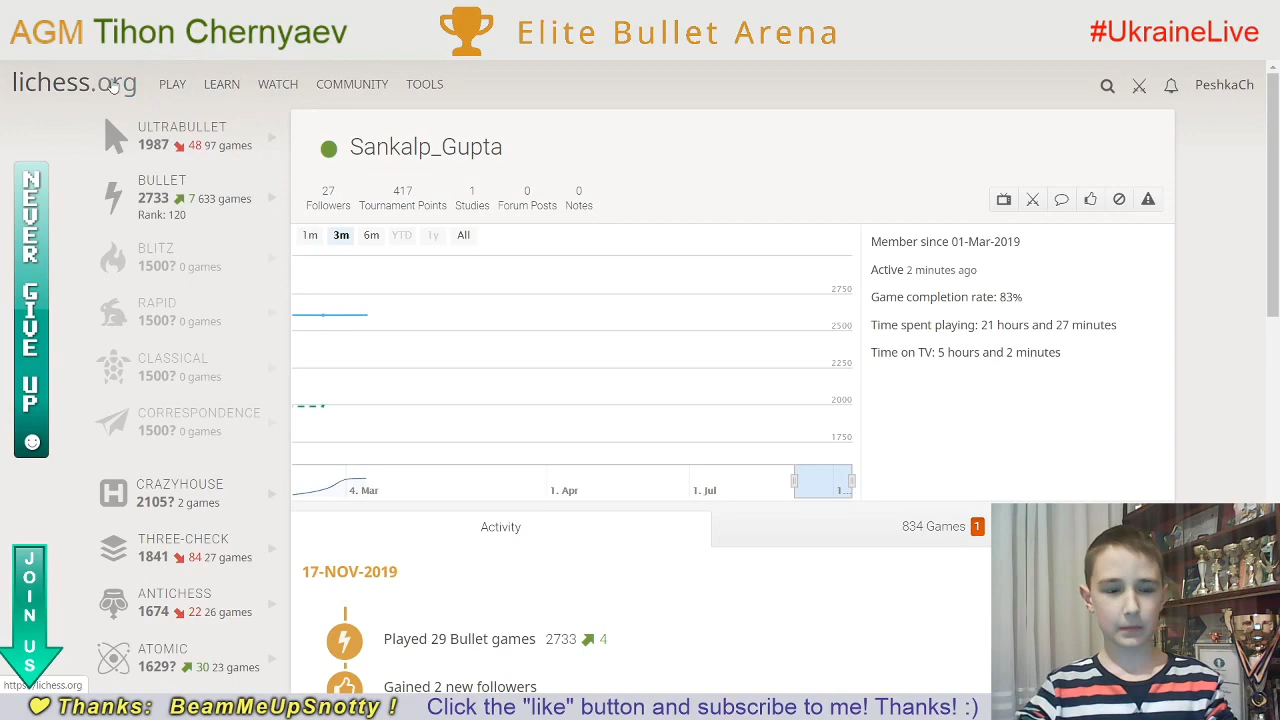 AGM Tihon Chernyaev
Elite Bullet Arena
#UkraineLive
lichess.org
PLAY LEARN WATCH COMMUNITY TOOLS
PeshkaCh
NEVER GIVE UP
JOIN US
ULTRABULLET
1987 48 97 games
BULLET
2733 7 633 games
Rank: 120
BLITZ
1500? 0 games
RAPID
1500? 0 games
CLASSICAL
1500? 0 games
CORRESPONDENCE
1500? 0 games
CRAZYHOUSE
2105? 2 games
THREE-CHECK
1841 84 27 games
ANTICHESS
1674 22 26 games
ATOMIC
1629? 30 23 games
https://lichess.org
Sankalp_Gupta
27 417 1 0 0
Followers Tournament Points Studies Forum Posts Notes
1m 3m 6m YTD 1y All
2750
2500
2250
2000
1750
4. Mar 1. Apr 1. Jul 1...
Member since 01-Mar-2019
Active 2 minutes ago
Game completion rate: 83%
Time spent playing: 21 hours and 27 minutes
Time on TV: 5 hours and 2 minutes
Activity
834 Games 1
17-NOV-2019
Played 29 Bullet games 2733 4
Gained 2 new followers
Thanks: BeamMeUpSnotty !
Click the "like" button and subscribe to me! Thanks! :)